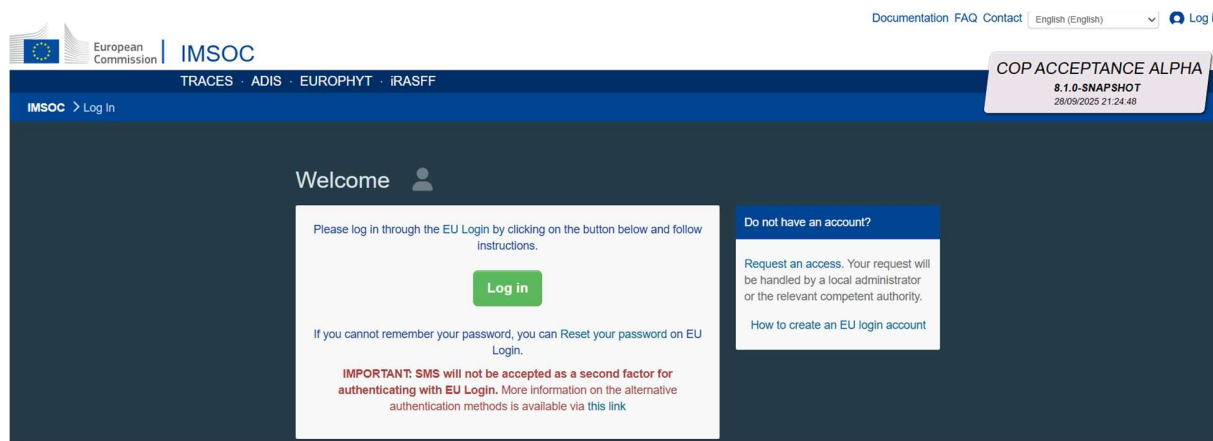 Documentation FAQ Contact English (English) Log i
European
Commission
IMSOC
TRACES · ADIS · EUROPHYT · iRASFF
COP ACCEPTANCE ALPHA
8.1.0-SNAPSHOT
28/09/2025 21:24:48
IMSOC > Log In
Welcome
Please log in through the EU Login by clicking on the button below and follow
instructions.
Log in
If you cannot remember your password, you can Reset your password on EU
Login.
IMPORTANT: SMS will not be accepted as a second factor for
authenticating with EU Login. More information on the alternative
authentication methods is available via this link
Do not have an account?
Request an access. Your request will
be handled by a local administrator
or the relevant competent authority.
How to create an EU login account